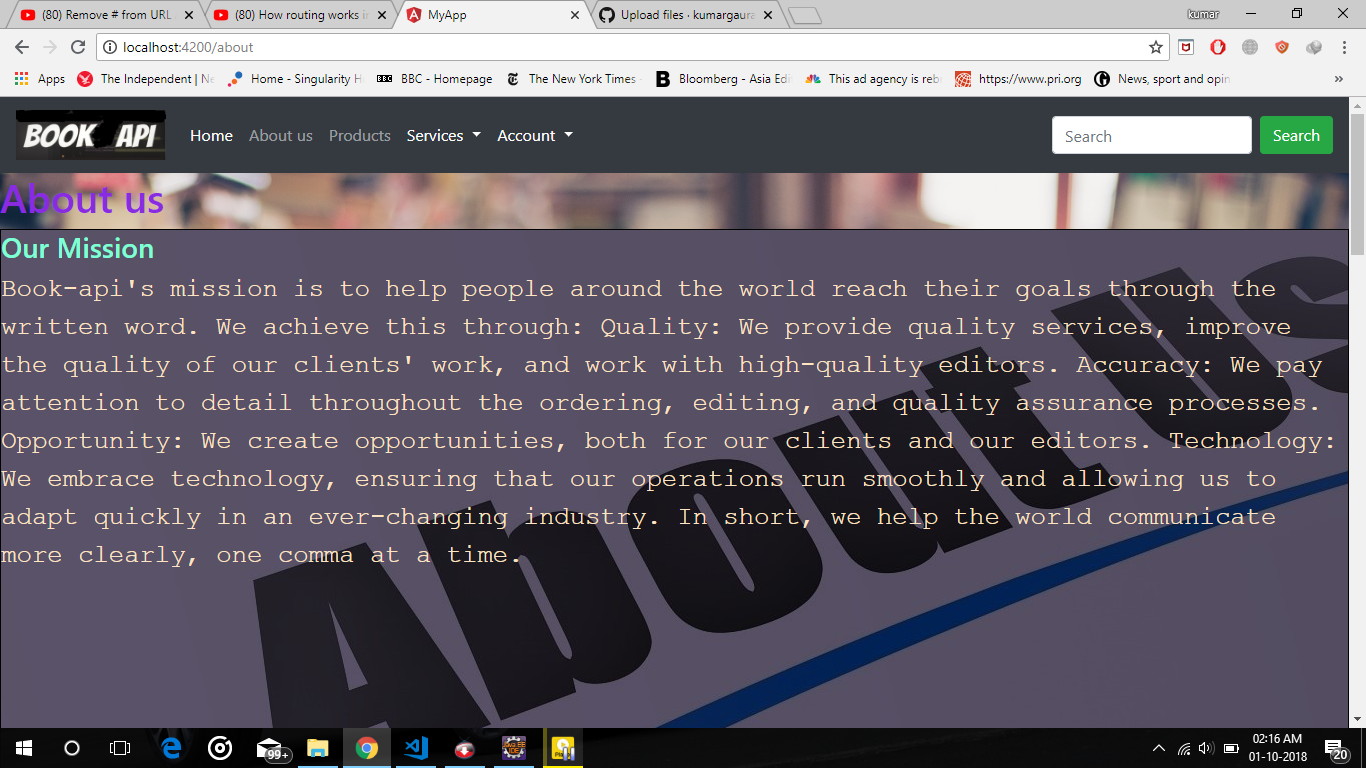 (80) Remove # from URL
(80) How routing works i
MyApp
Upload files · kumargaura
kumar
localhost:4200/about
Apps
The Independent | Ne
Home - Singularity H
BBC
BBC - Homepage
The New York Times -
B
Bloomberg - Asia Edi
This ad agency is reb
https://www.pri.org
News, sport and opin
BOOK API
Home
About us
Products
Services
Account
Search
Search
About us
Our Mission
Book-api's mission is to help people around the world reach their goals through the
written word. We achieve this through: Quality: We provide quality services, improve
the quality of our clients' work, and work with high-quality editors. Accuracy: We pay
attention to detail throughout the ordering, editing, and quality assurance processes.
Opportunity: We create opportunities, both for our clients and our editors. Technology:
We embrace technology, ensuring that our operations run smoothly and allowing us to
adapt quickly in an ever-changing industry. In short, we help the world communicate
more clearly, one comma at a time.
About us
99+
02:16 AM
01-10-2018
20